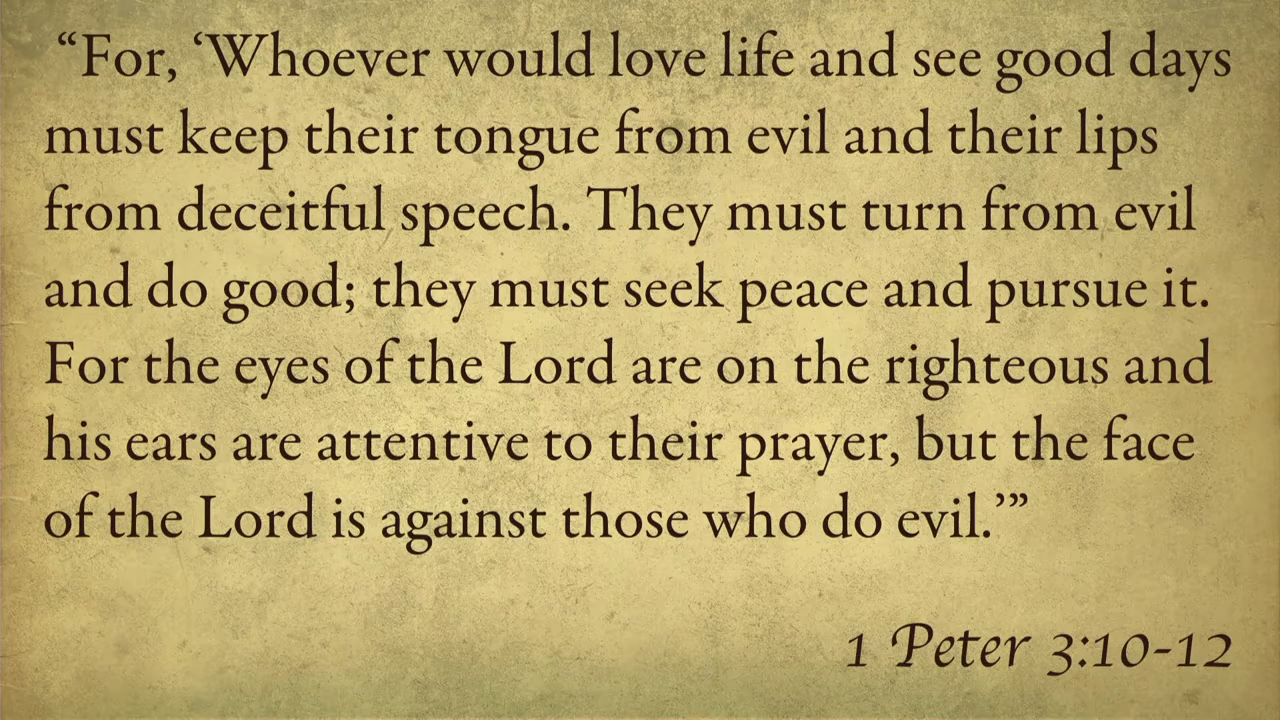 “For, ‘Whoever would love life and see good days
must keep their tongue from evil and their lips
from deceitful speech. They must turn from evil
and do good; they must seek peace and pursue it.
For the eyes of the Lord are on the righteous and
his ears are attentive to their prayer, but the face
of the Lord is against those who do evil.’”
1 Peter 3:10-12